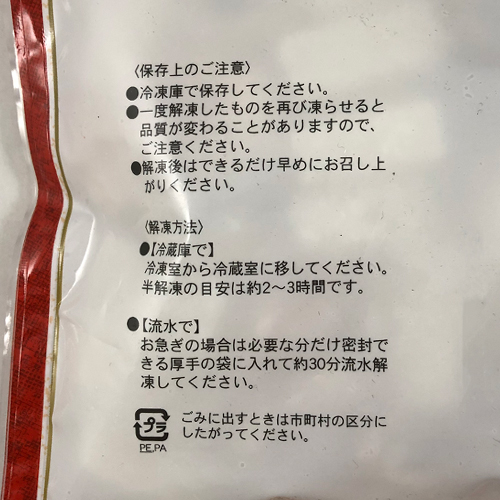 〈保存上のご注意〉
●冷凍庫で保存してください。
●一度解凍したものを再び凍らせると
品質が変わることがありますので、
ご注意ください。
●解凍後はできるだけ早めにお召し上
がりください。
〈解凍方法〉
●【冷蔵庫で】
冷凍室から冷蔵室に移してください。
半解凍の目安は約2〜3時間です。
●【流水で】
お急ぎの場合は必要な分だけ密封で
きる厚手の袋に入れて約30分流水解
凍してください。
プラ
PE,PA
ごみに出すときは市町村の区分に
したがってください。